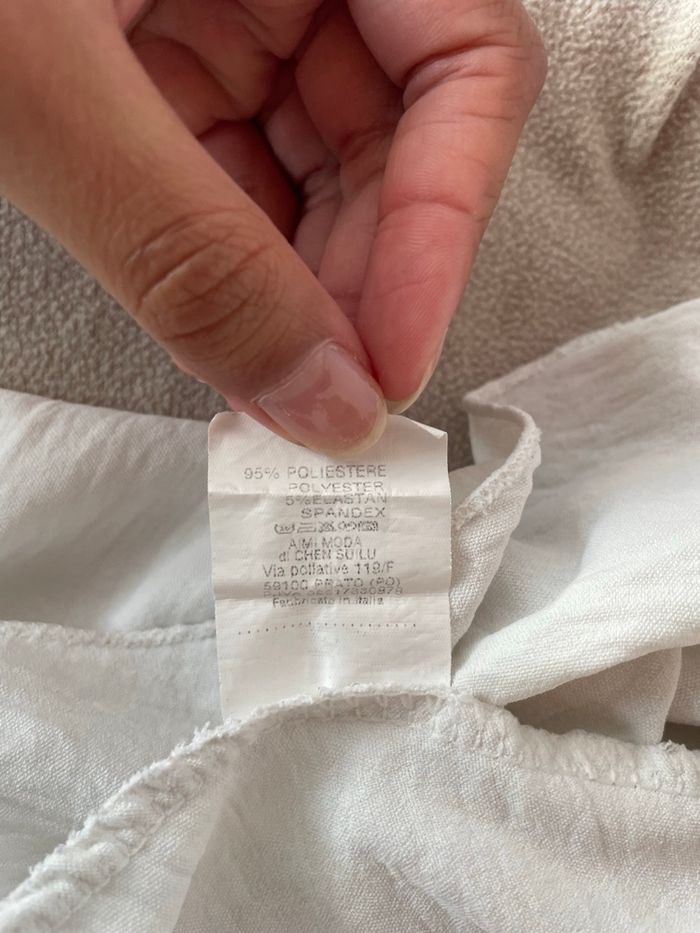 95% POLIESTERE
POLYESTER
5%ELASTAN
SPANDEX
AIMI MODA
di CHEN SUILU
Via pollative 119/F
59100 PRATO (PO)
Fabbricato in Italia